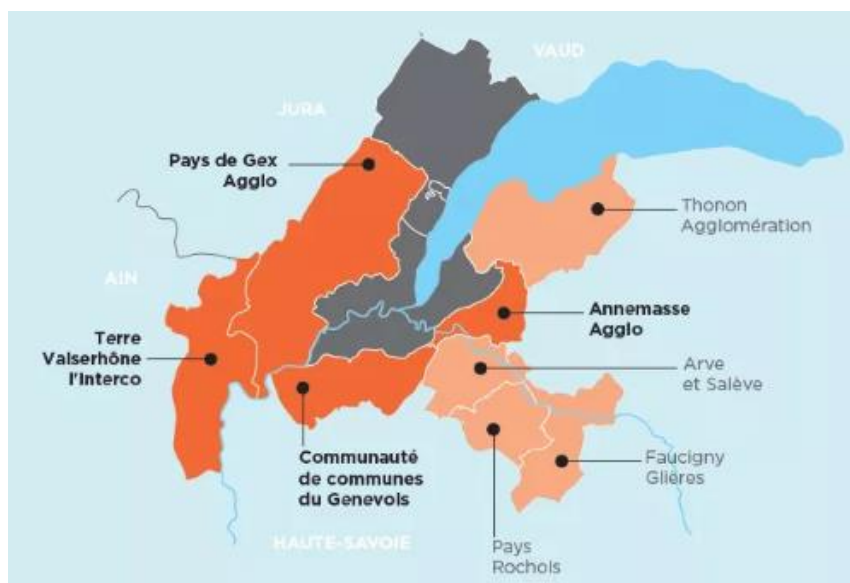 VAUD
JURA
Pays de Gex
Agglo
Thonon
Agglomération
AIN
Annemasse
Agglo
Terre
Valserhône
l'Interco
Arve
et Salève
Communauté
de communes
du Genevois
Faucigny
Glières
HAUTE-SAVOIE
Pays
Rochois